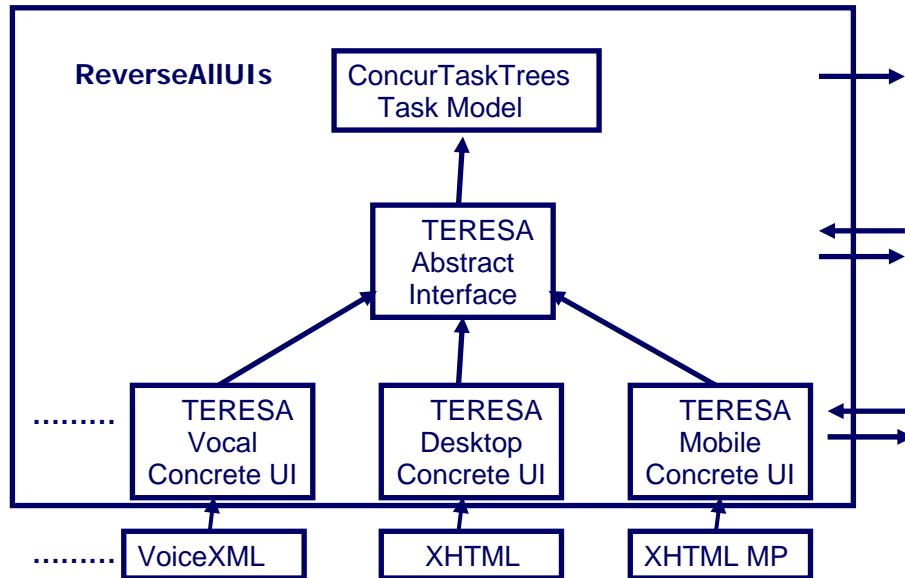 ReverseAllUIs
ConcurTaskTrees
Task Model
TERESA
Abstract
Interface
.........
TERESA
Vocal
Concrete UI
TERESA
Desktop
Concrete UI
TERESA
Mobile
Concrete UI
.........
VoiceXML
XHTML
XHTML MP